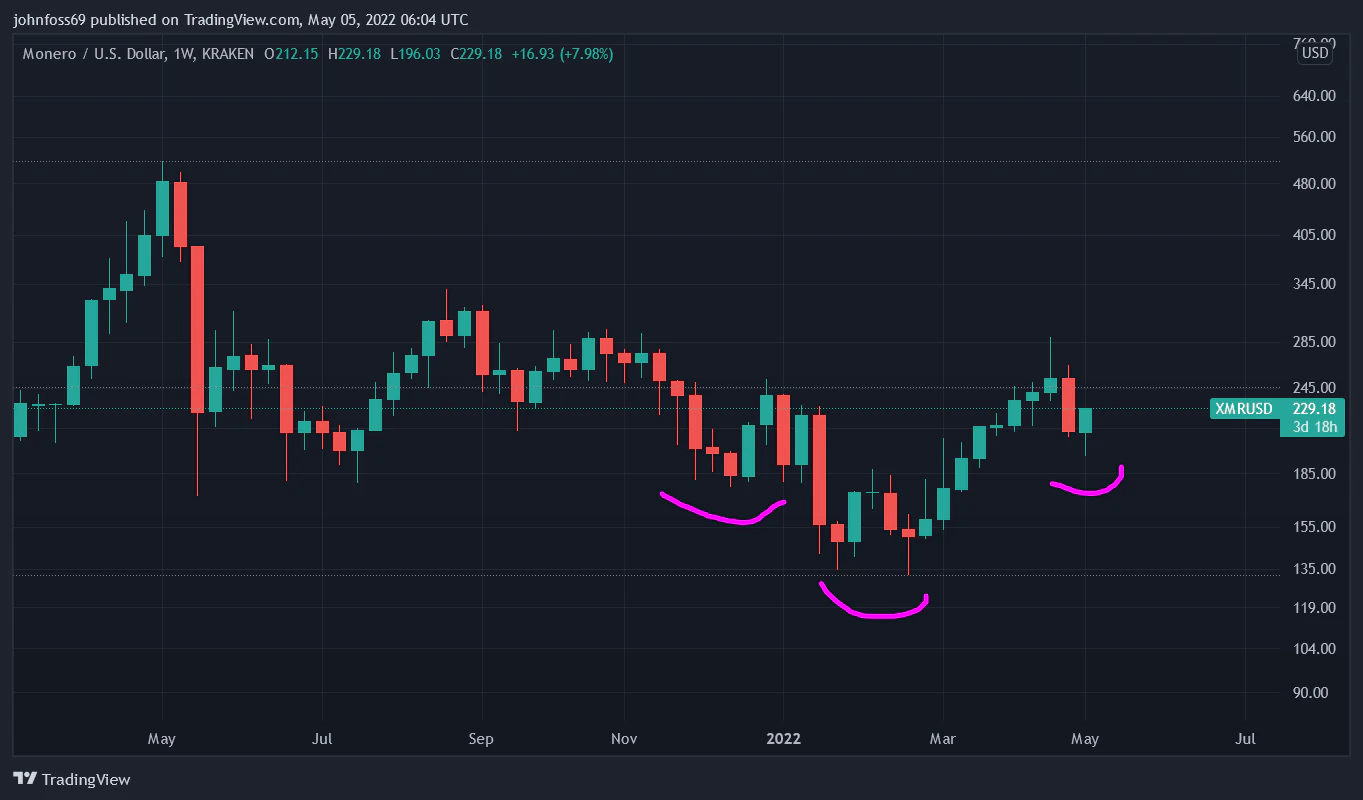 johnfoss69 published on TradingView.com, May 05, 2022 06:04 UTC
Monero / U.S. Dollar, 1W, KRAKEN O212.15 H229.18 L196.03 C229.18 +16.93 (+7.98%)
760.00
USD
640.00
560.00
480.00
405.00
345.00
285.00
245.00
XMRUSD 229.18
3d 18h
185.00
155.00
135.00
119.00
104.00
90.00
May Jul Sep Nov 2022 Mar May Jul
TradingView